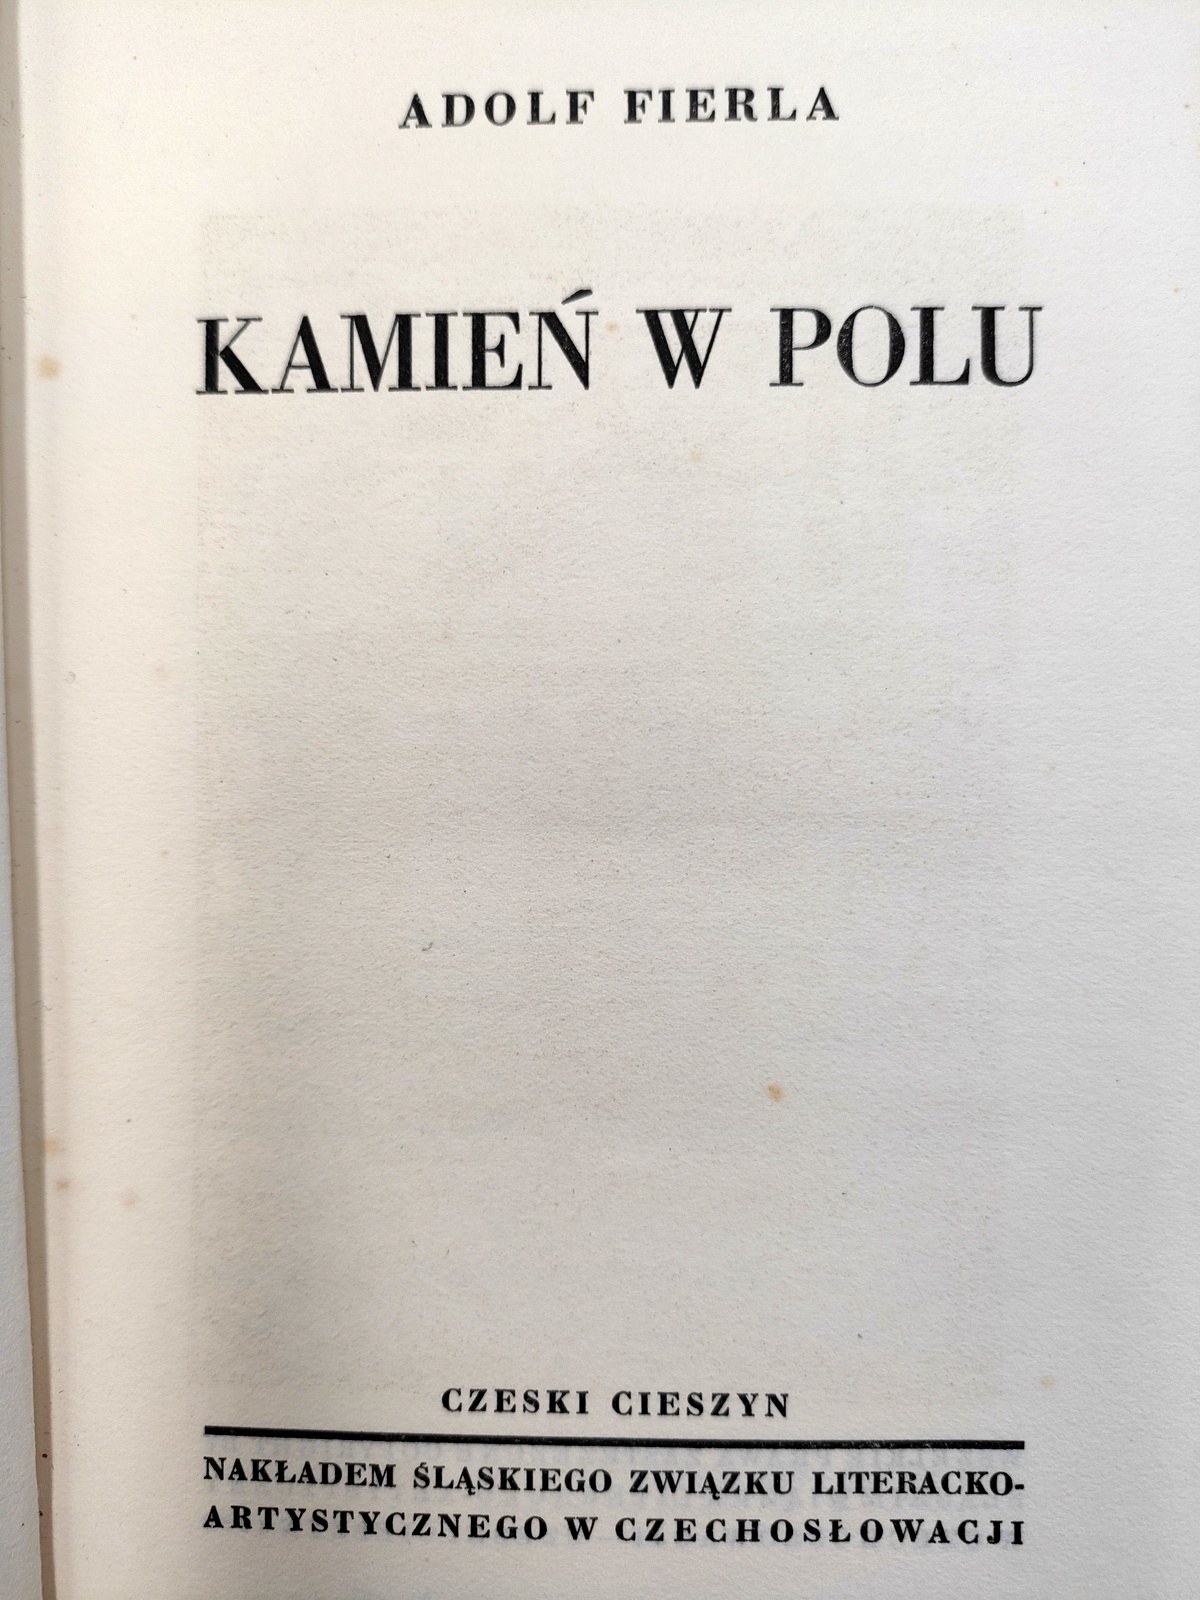 ADOLF FIERLA
KAMIEŃ W POLU
CZESKI CIESZYN
NAKŁADEM ŚLĄSKIEGO ZWIĄZKU LITERACKO-
ARTYSTYCZNEGO W CZECHOSŁOWACJI